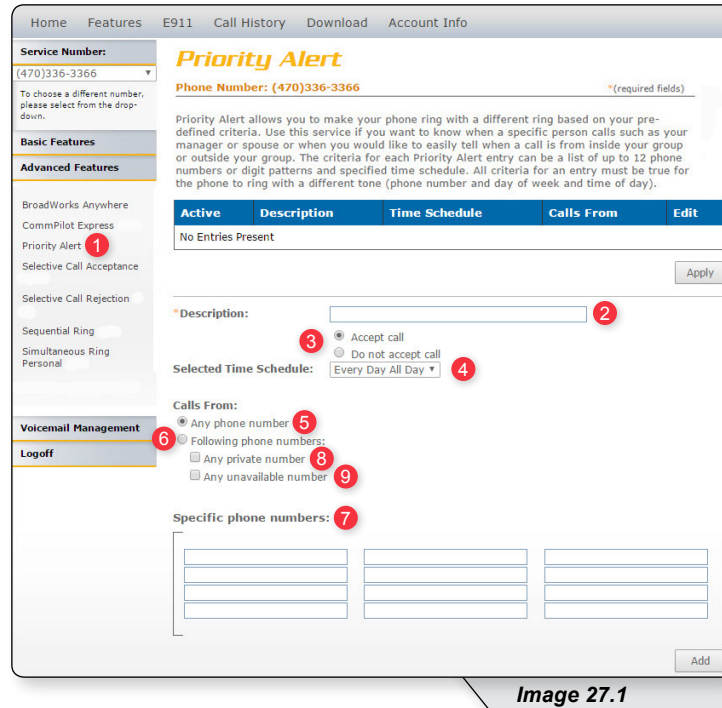 Home Features E911 Call History Download Account Info
Service Number:
(470)336-3366
To choose a different number,
please select from the drop-
down.
Basic Features
Advanced Features
BroadWorks Anywhere
CommPilot Express
Priority Alert 1
Selective Call Acceptance
Selective Call Rejection
Sequential Ring
Simultaneous Ring
Personal
Voicemail Management
Logoff
Priority Alert
Phone Number: (470)336-3366 *(required fields)
Priority Alert allows you to make your phone ring with a different ring based on your pre-
defined criteria. Use this service if you want to know when a specific person calls such as your
manager or spouse or when you would like to easily tell when a call is from inside your group
or outside your group. The criteria for each Priority Alert entry can be a list of up to 12 phone
numbers or digit patterns and specified time schedule. All criteria for an entry must be true for
the phone to ring with a different tone (phone number and day of week and time of day).
Active Description Time Schedule Calls From Edit
No Entries Present
Apply
*Description: 2
3 Accept call
Do not accept call
Selected Time Schedule: Every Day All Day 4
Calls From:
Any phone number 5
6 Following phone numbers:
Any private number 8
Any unavailable number 9
Specific phone numbers: 7
Add
Image 27.1